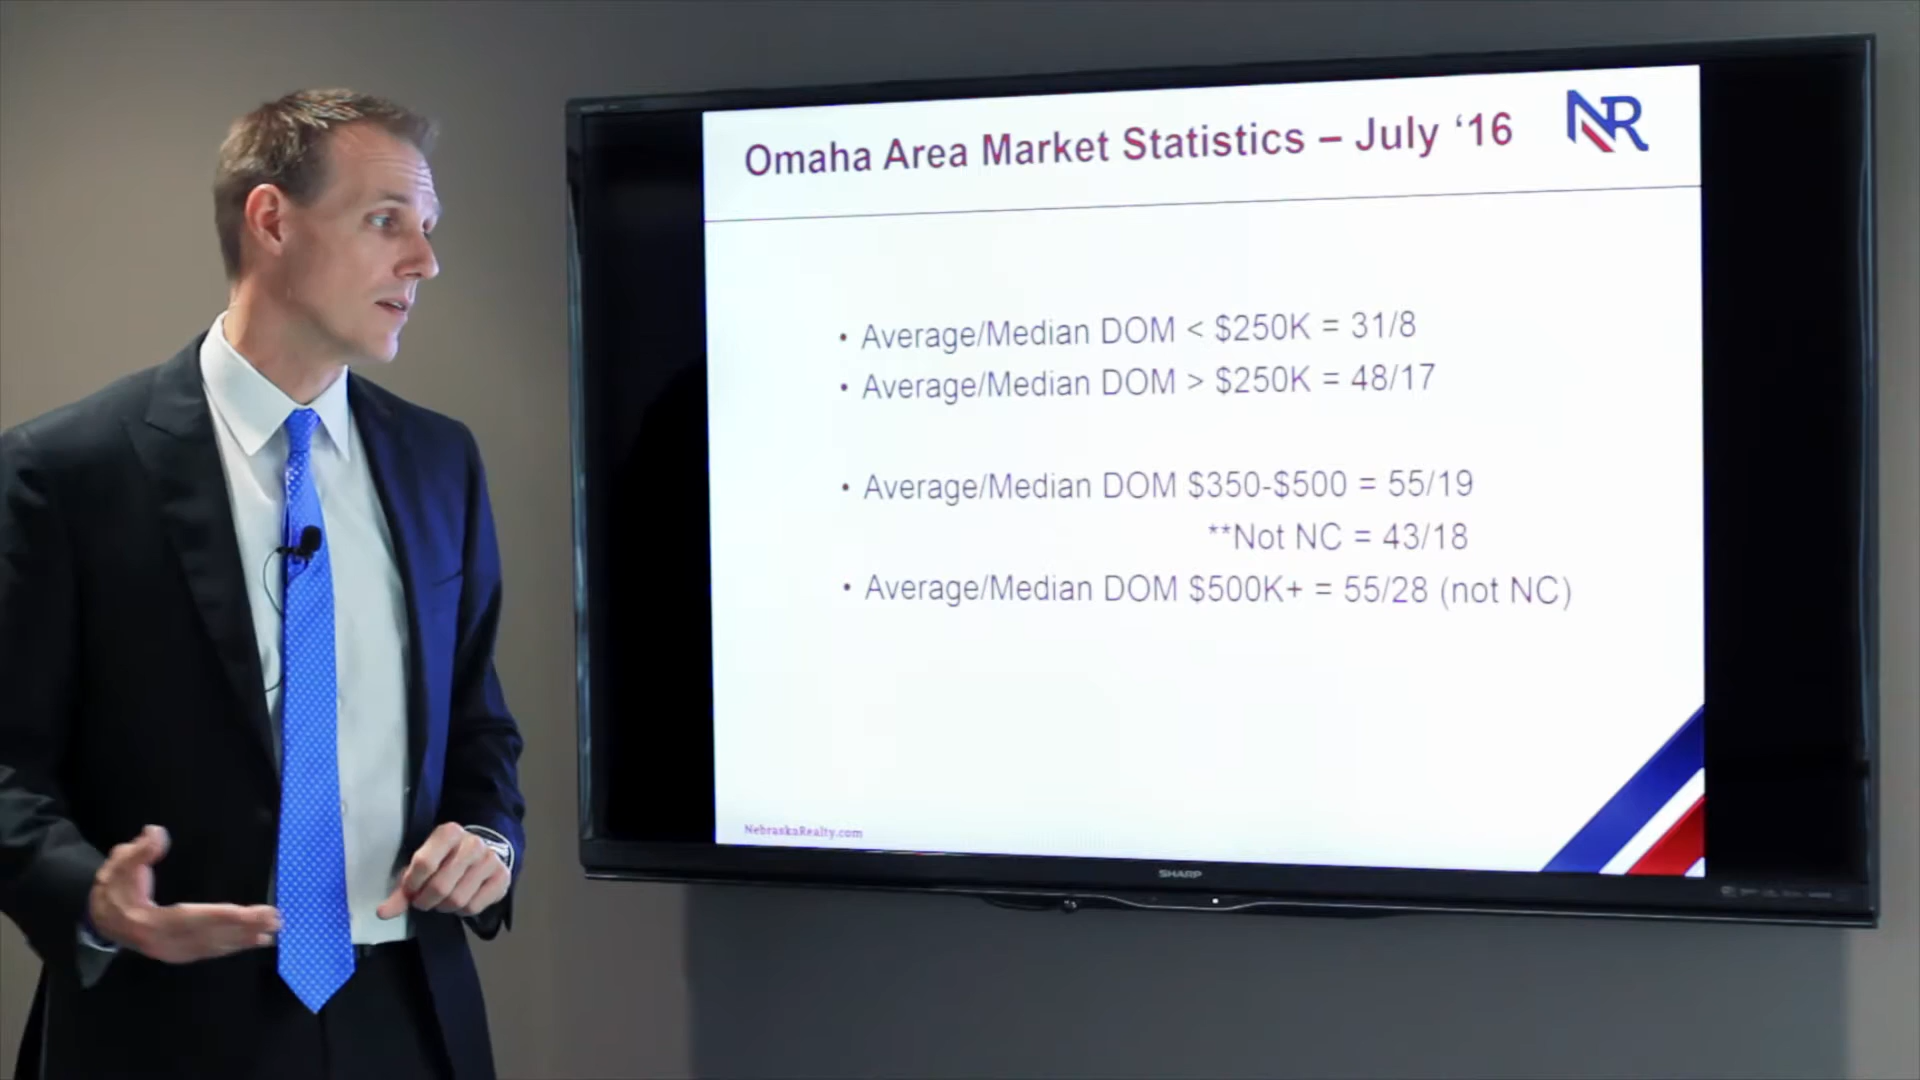 Omaha Area Market Statistics – July ‘16
NR
• Average/Median DOM < $250K = 31/8
• Average/Median DOM > $250K = 48/17
• Average/Median DOM $350-$500 = 55/19
**Not NC = 43/18
• Average/Median DOM $500K+ = 55/28 (not NC)
NebraskaRealty.com
SHARP